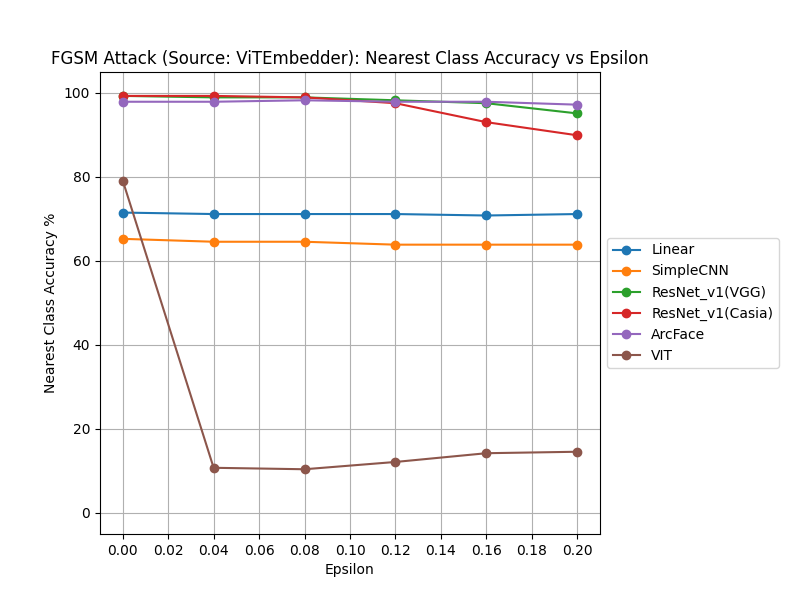 FGSM Attack (Source: ViTEmbedder): Nearest Class Accuracy vs Epsilon
Nearest Class Accuracy %
100
80
60
40
20
0
0.00 0.02 0.04 0.06 0.08 0.10 0.12 0.14 0.16 0.18 0.20
Epsilon
Linear
SimpleCNN
ResNet_v1(VGG)
ResNet_v1(Casia)
ArcFace
VIT